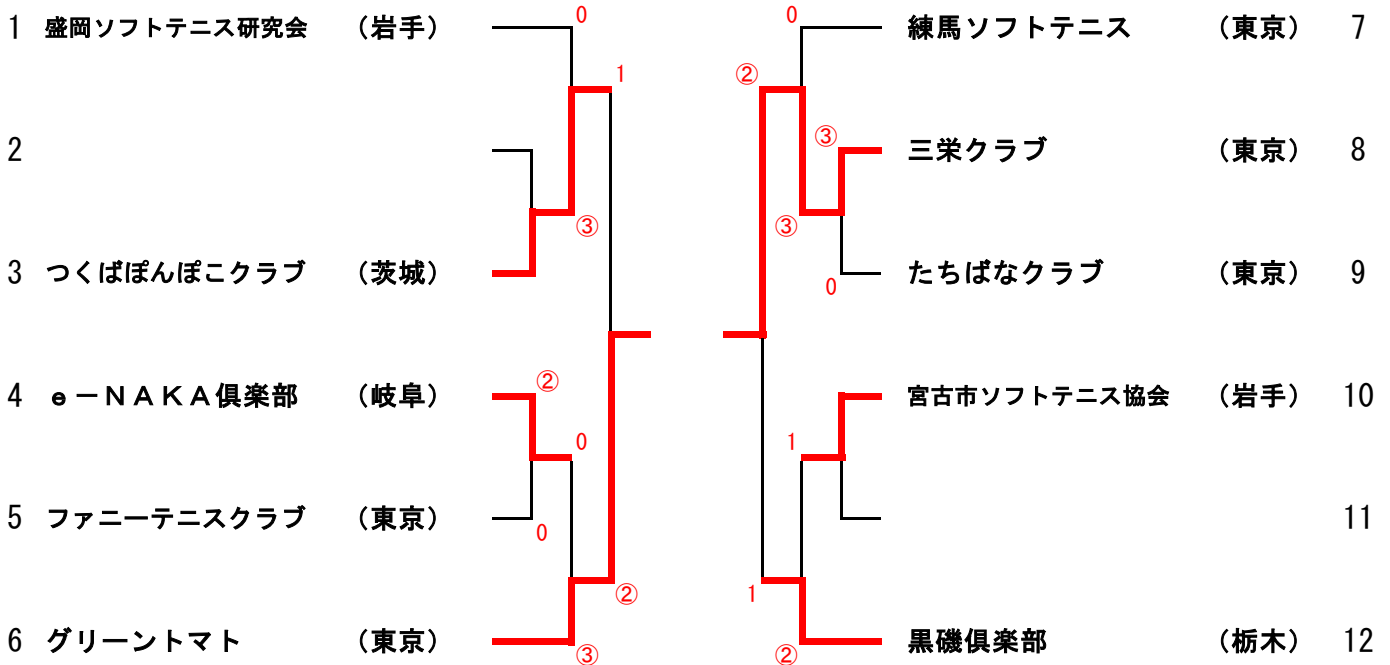 0 0
1 盛岡ソフトテニス研究会 （岩手） 練馬ソフトテニス （東京） 7
1 ②
2 ③ 三栄クラブ （東京） 8
③ ③
3 つくばぽんぽこクラブ （茨城） 0 たちばなクラブ （東京） 9
②
4 ｅ－ＮＡＫＡ倶楽部 （岐阜） 宮古市ソフトテニス協会 （岩手） 10
0 1
5 ファニーテニスクラブ （東京） 0 11
② 1
6 グリーントマト （東京） ③ ② 黒磯倶楽部 （栃木） 12